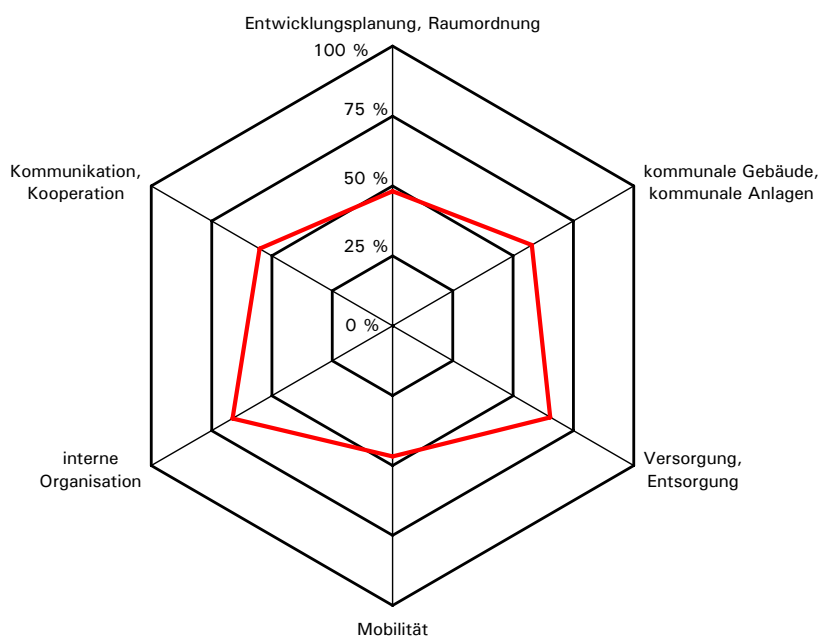 Entwicklungsplanung, Raumordnung
100 %
75 %
50 %
25 %
0 %
Kommunikation,
Kooperation
kommunale Gebäude,
kommunale Anlagen
interne
Organisation
Versorgung,
Entsorgung
Mobilität